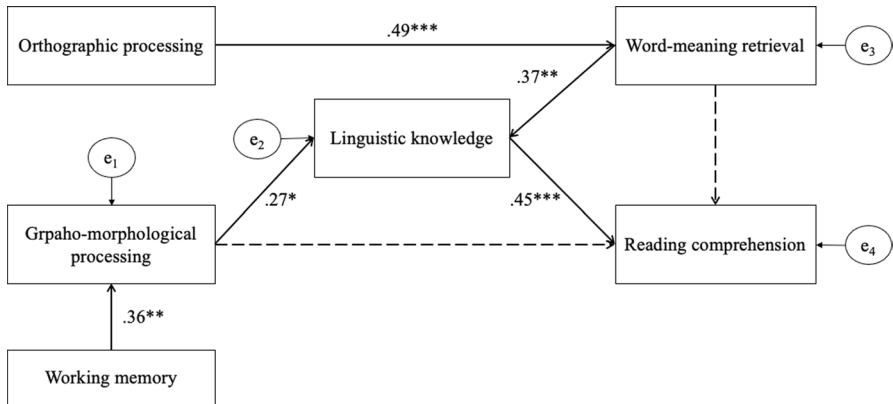 Orthographic processing
.49***
Word-meaning retrieval
e3
.37**
e2
Linguistic knowledge
e1
.27*
.45***
Grpaho-morphological
processing
Reading comprehension
e4
.36**
Working memory